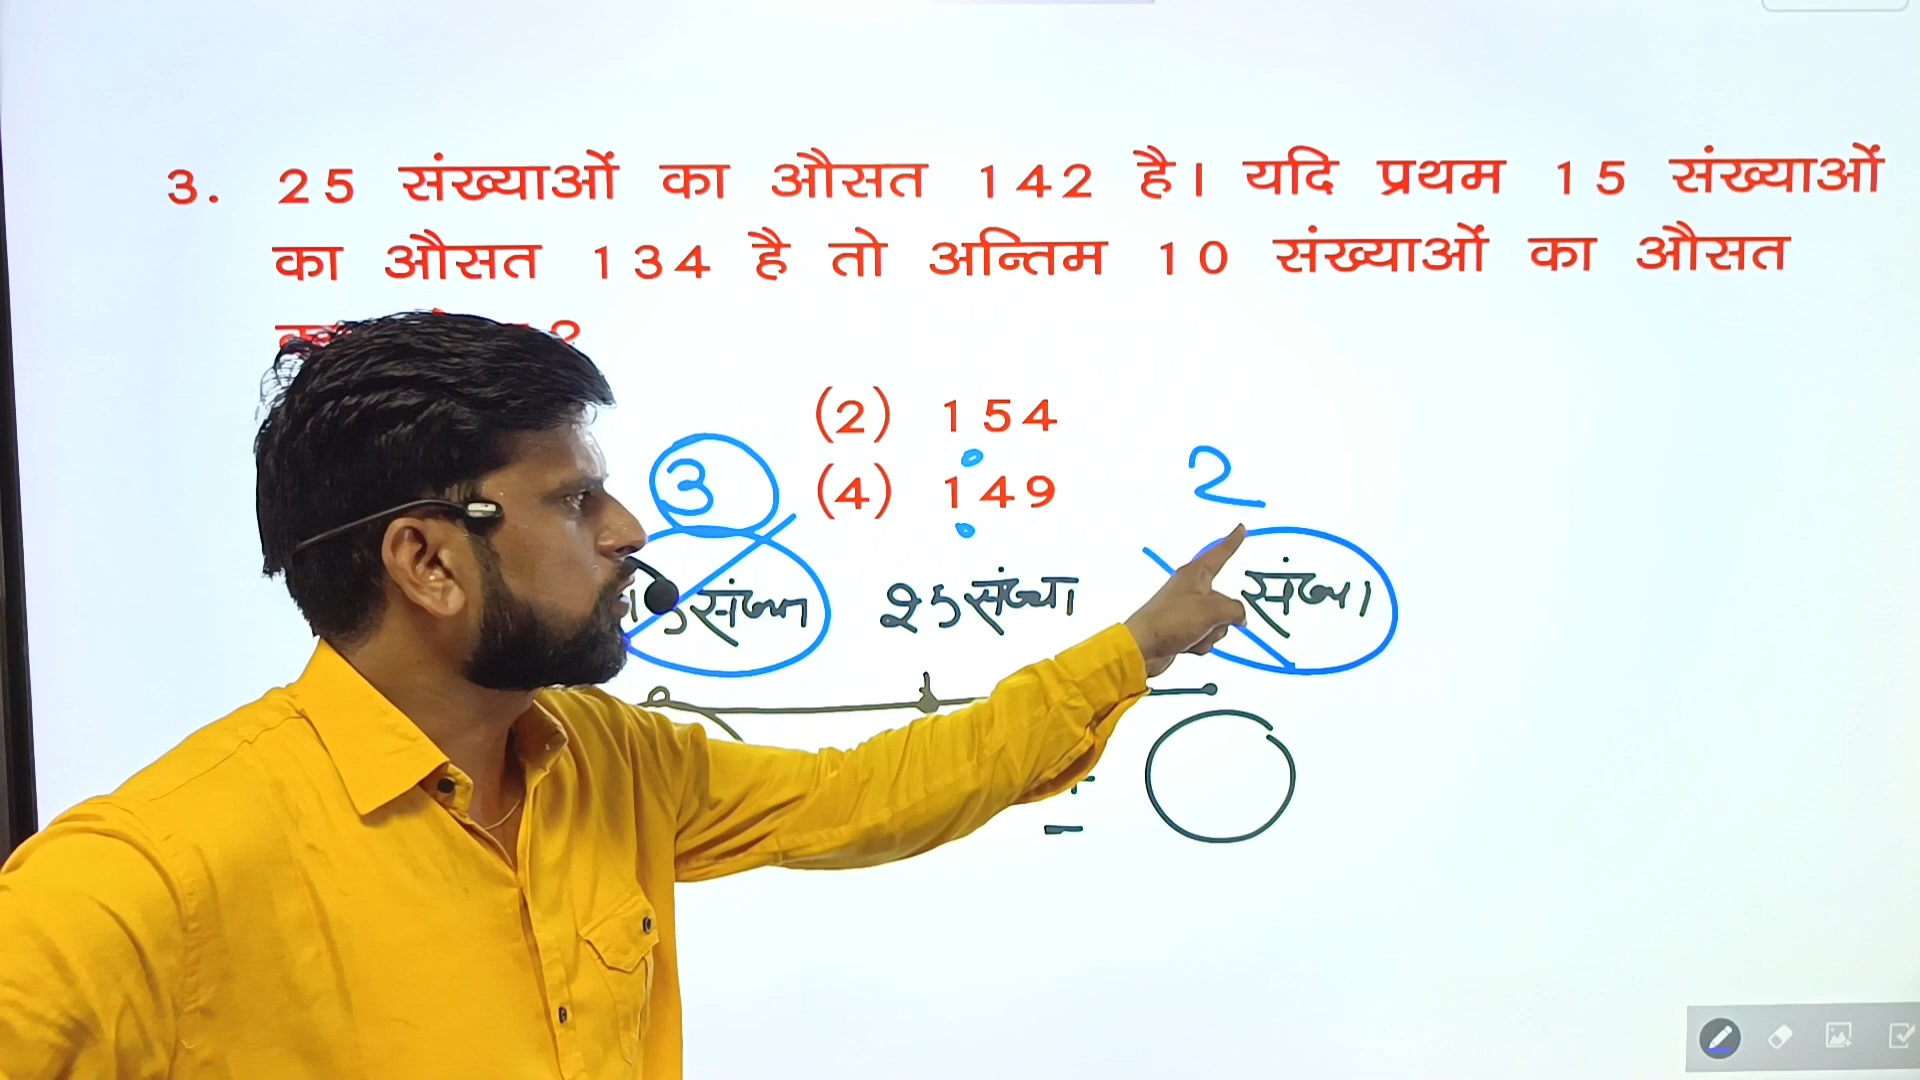 3. 25 संख्याओं का औसत 142 है। यदि प्रथम 15 संख्याओं
का औसत 134 है तो अन्तिम 10 संख्याओं का औसत
(2) 154
(4) 149
3
2
15 संख्या
25 संख्या
संख्या